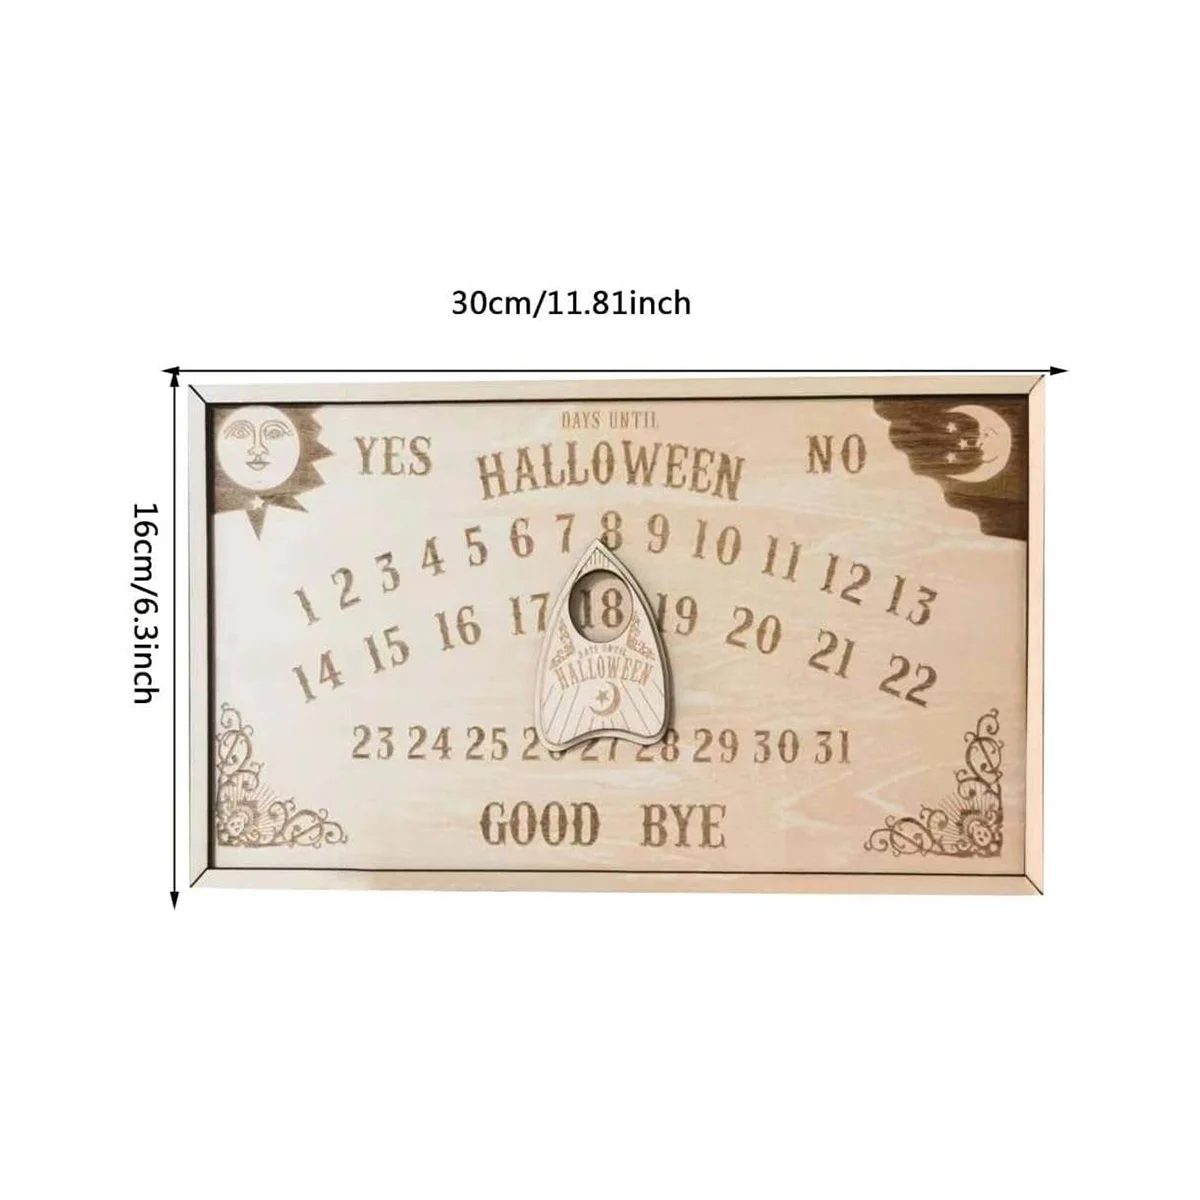 30cm/11.81inch
16cm/6.3inch
DAYS UNTIL
YES HALLOWEEN NO
1 2 3 4 5 6 7 8 9 10 11 12 13
14 15 16 17 18 19 20 21 22
DAYS UNTIL
HALLOWEEN
23 24 25 26 27 28 29 30 31
GOOD BYE